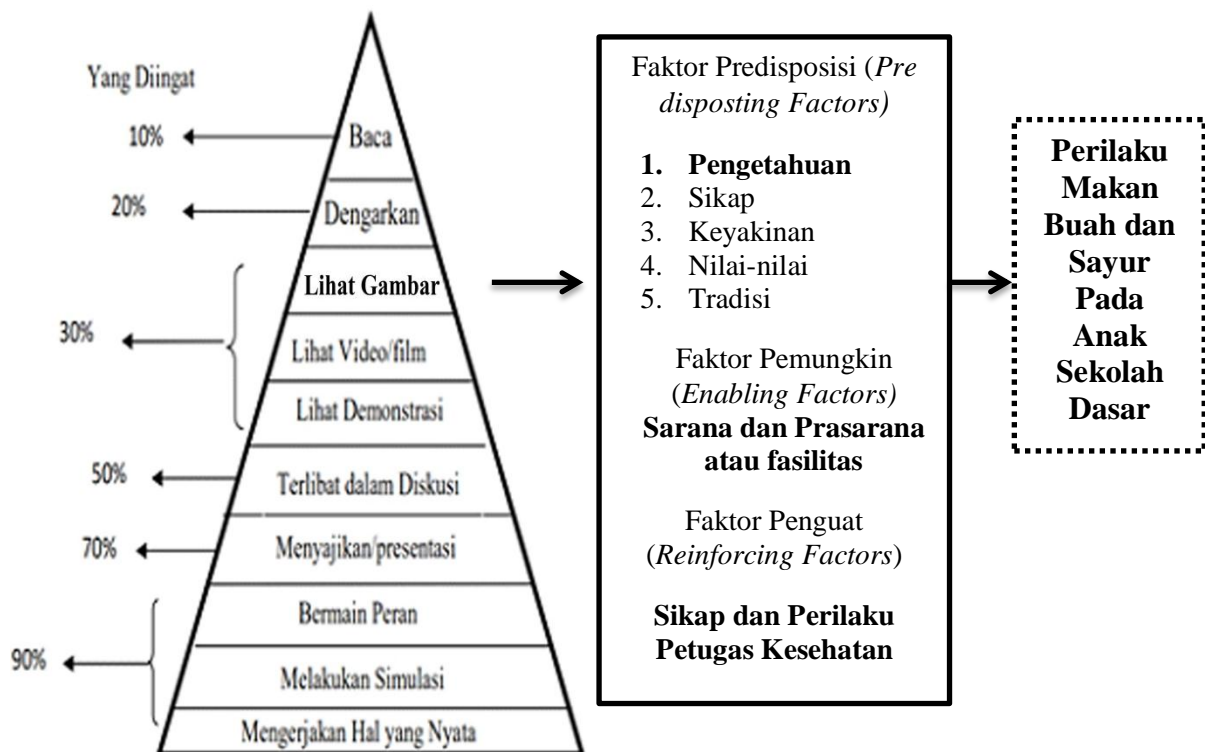 Yang Diingat
10%
Baca
20%
Dengarkan
30%
Lihat Gambar
Lihat Video/film
Lihat Demonstrasi
50%
Terlibat dalam Diskusi
70%
Menyajikan/presentasi
90%
Bermain Peran
Melakukan Simulasi
Mengerjakan Hal yang Nyata
Faktor Predisposisi (Pre
disposting Factors)
1. Pengetahuan
2. Sikap
3. Keyakinan
4. Nilai-nilai
5. Tradisi
Faktor Pemungkin
(Enabling Factors)
Sarana dan Prasarana
atau fasilitas
Faktor Penguat
(Reinforcing Factors)
Sikap dan Perilaku
Petugas Kesehatan
Perilaku
Makan
Buah dan
Sayur
Pada
Anak
Sekolah
Dasar